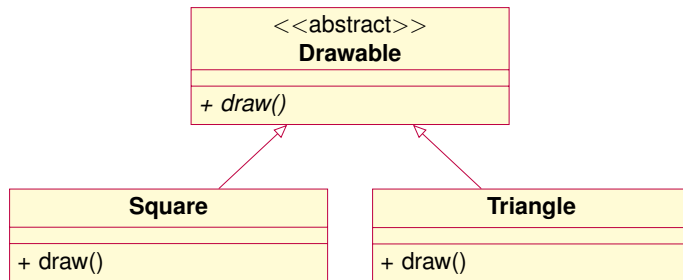 <<abstract>>
Drawable
+ draw()
Square
+ draw()
Triangle
+ draw()